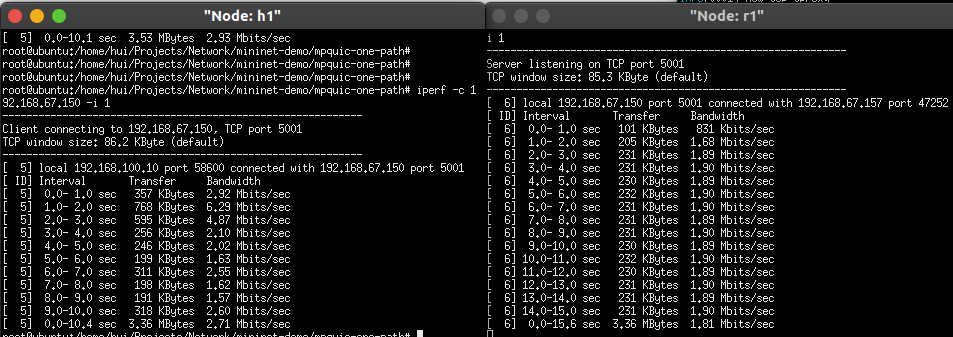 "Node: h1"
[  5]  0.0-10.1 sec  3.53 MBytes  2.93 Mbits/sec
root@ubuntu:/home/hui/Projects/Network/mininet-demo/mpquic-one-path#
root@ubuntu:/home/hui/Projects/Network/mininet-demo/mpquic-one-path#
root@ubuntu:/home/hui/Projects/Network/mininet-demo/mpquic-one-path#
root@ubuntu:/home/hui/Projects/Network/mininet-demo/mpquic-one-path# iperf -c 1
92.168.67.150 -i 1
------------------------------------------------------------
Client connecting to 192.168.67.150, TCP port 5001
TCP window size: 86.2 KByte (default)
------------------------------------------------------------
[  5] local 192.168.100.10 port 58600 connected with 192.168.67.150 port 5001
[ ID] Interval       Transfer     Bandwidth
[  5]  0.0- 1.0 sec   357 KBytes  2.92 Mbits/sec
[  5]  1.0- 2.0 sec   768 KBytes  6.29 Mbits/sec
[  5]  2.0- 3.0 sec   595 KBytes  4.87 Mbits/sec
[  5]  3.0- 4.0 sec   256 KBytes  2.10 Mbits/sec
[  5]  4.0- 5.0 sec   246 KBytes  2.02 Mbits/sec
[  5]  5.0- 6.0 sec   199 KBytes  1.63 Mbits/sec
[  5]  6.0- 7.0 sec   311 KBytes  2.55 Mbits/sec
[  5]  7.0- 8.0 sec   198 KBytes  1.62 Mbits/sec
[  5]  8.0- 9.0 sec   191 KBytes  1.57 Mbits/sec
[  5]  9.0-10.0 sec   318 KBytes  2.60 Mbits/sec
[  5]  0.0-10.4 sec  3.36 MBytes  2.71 Mbits/sec
root@ubuntu:/home/hui/Projects/Network/mininet-demo/mpquic-one-path#
"Node: r1"
i 1
------------------------------------------------------------
Server listening on TCP port 5001
TCP window size: 85.3 KByte (default)
------------------------------------------------------------
[  6] local 192.168.67.150 port 5001 connected with 192.168.67.157 port 47252
[ ID] Interval       Transfer     Bandwidth
[  6]  0.0- 1.0 sec   101 KBytes   831 Kbits/sec
[  6]  1.0- 2.0 sec   205 KBytes  1.68 Mbits/sec
[  6]  2.0- 3.0 sec   231 KBytes  1.89 Mbits/sec
[  6]  3.0- 4.0 sec   231 KBytes  1.90 Mbits/sec
[  6]  4.0- 5.0 sec   230 KBytes  1.89 Mbits/sec
[  6]  5.0- 6.0 sec   232 KBytes  1.90 Mbits/sec
[  6]  6.0- 7.0 sec   231 KBytes  1.90 Mbits/sec
[  6]  7.0- 8.0 sec   231 KBytes  1.89 Mbits/sec
[  6]  8.0- 9.0 sec   231 KBytes  1.90 Mbits/sec
[  6]  9.0-10.0 sec   230 KBytes  1.89 Mbits/sec
[  6] 10.0-11.0 sec   232 KBytes  1.90 Mbits/sec
[  6] 11.0-12.0 sec   230 KBytes  1.89 Mbits/sec
[  6] 12.0-13.0 sec   231 KBytes  1.90 Mbits/sec
[  6] 13.0-14.0 sec   231 KBytes  1.89 Mbits/sec
[  6] 14.0-15.0 sec   231 KBytes  1.90 Mbits/sec
[  6]  0.0-15.6 sec  3.36 MBytes  1.81 Mbits/sec